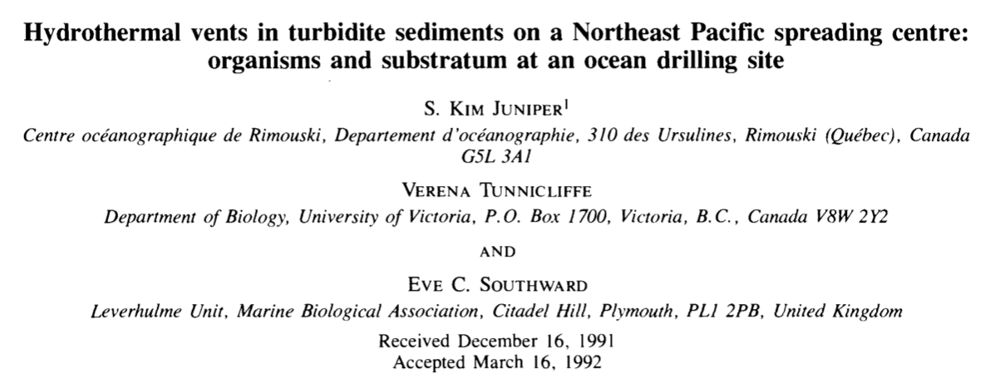 Hydrothermal vents in turbidite sediments on a Northeast Pacific spreading centre:
organisms and substratum at an ocean drilling site
S. KIM JUNIPER¹
Centre océanographique de Rimouski, Departement d'océanographie, 310 des Ursulines, Rimouski (Québec), Canada
G5L 3A1
VERENA TUNNICLIFFE
Department of Biology, University of Victoria, P.O. Box 1700, Victoria, B.C., Canada V8W 2Y2
AND
EVE C. SOUTHWARD
Leverhulme Unit, Marine Biological Association, Citadel Hill, Plymouth, PL1 2PB, United Kingdom
Received December 16, 1991
Accepted March 16, 1992